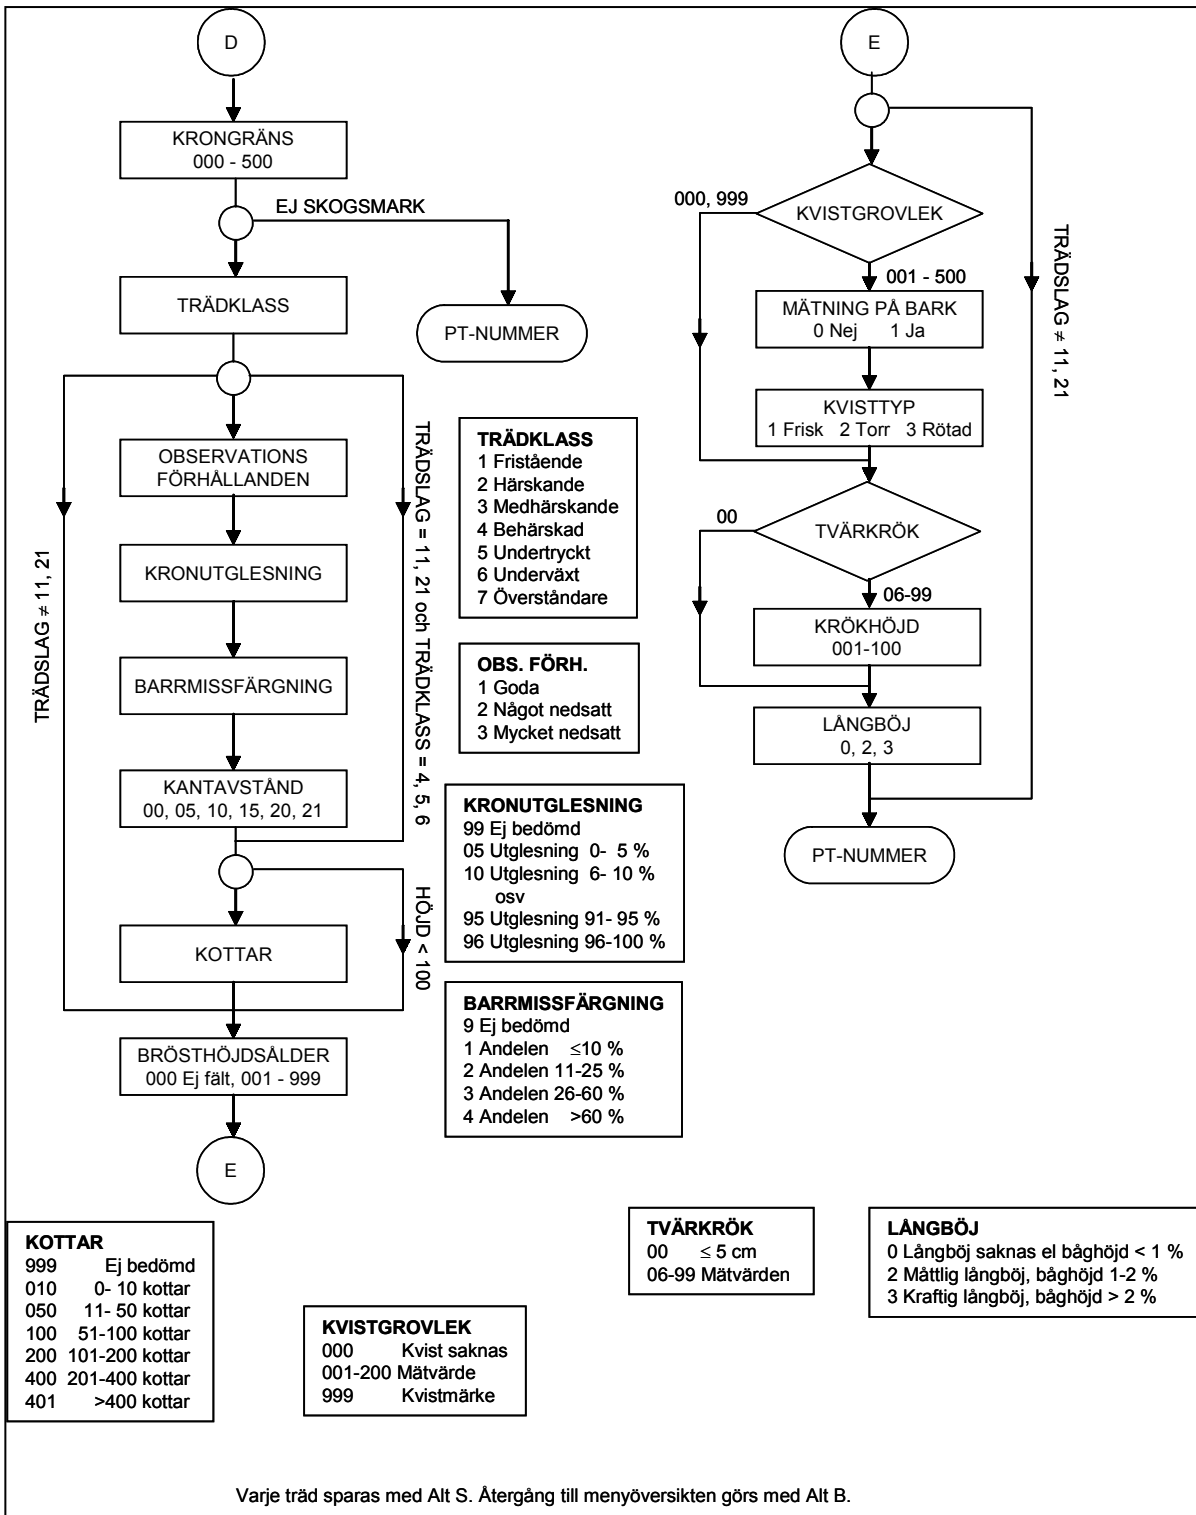 D
KRONGRÄNS
000 - 500
EJ SKOGSMARK
TRÄDKLASS
PT-NUMMER
OBSERVATIONS
FÖRHÅLLANDEN
KRONUTGLESNING
BARRMISSFÄRGNING
KANTAVSTÅND
00, 05, 10, 15, 20, 21
TRÄDSLAG ≠ 11, 21
TRÄDSLAG = 11, 21 och TRÄDKLASS = 4, 5, 6
HÖJD < 100
KOTTAR
BRÖSTHÖJDSÅLDER
000 Ej fält, 001 - 999
E
TRÄDKLASS
1 Fristående
2 Härskande
3 Medhärskande
4 Behärskad
5 Undertryckt
6 Underväxt
7 Överståndare
OBS. FÖRH.
1 Goda
2 Något nedsatt
3 Mycket nedsatt
KRONUTGLESNING
99 Ej bedömd
05 Utglesning 0- 5 %
10 Utglesning 6- 10 %
osv
95 Utglesning 91- 95 %
96 Utglesning 96-100 %
BARRMISSFÄRGNING
9 Ej bedömd
1 Andelen ≤10 %
2 Andelen 11-25 %
3 Andelen 26-60 %
4 Andelen >60 %
E
000, 999
KVISTGROVLEK
001 - 500
MÄTNING PÅ BARK
0 Nej 1 Ja
KVISTTYP
1 Frisk 2 Torr 3 Rötad
00
TVÄRKRÖK
06-99
KRÖKHÖJD
001-100
LÅNGBÖJ
0, 2, 3
TRÄDSLAG ≠ 11, 21
PT-NUMMER
KOTTAR
999 Ej bedömd
010 0- 10 kottar
050 11- 50 kottar
100 51-100 kottar
200 101-200 kottar
400 201-400 kottar
401 >400 kottar
KVISTGROVLEK
000 Kvist saknas
001-200 Mätvärde
999 Kvistmärke
TVÄRKRÖK
00 ≤ 5 cm
06-99 Mätvärden
LÅNGBÖJ
0 Långböj saknas el båghöjd < 1 %
2 Måttlig långböj, båghöjd 1-2 %
3 Kraftig långböj, båghöjd > 2 %
Varje träd sparas med Alt S. Återgång till menyöversikten görs med Alt B.